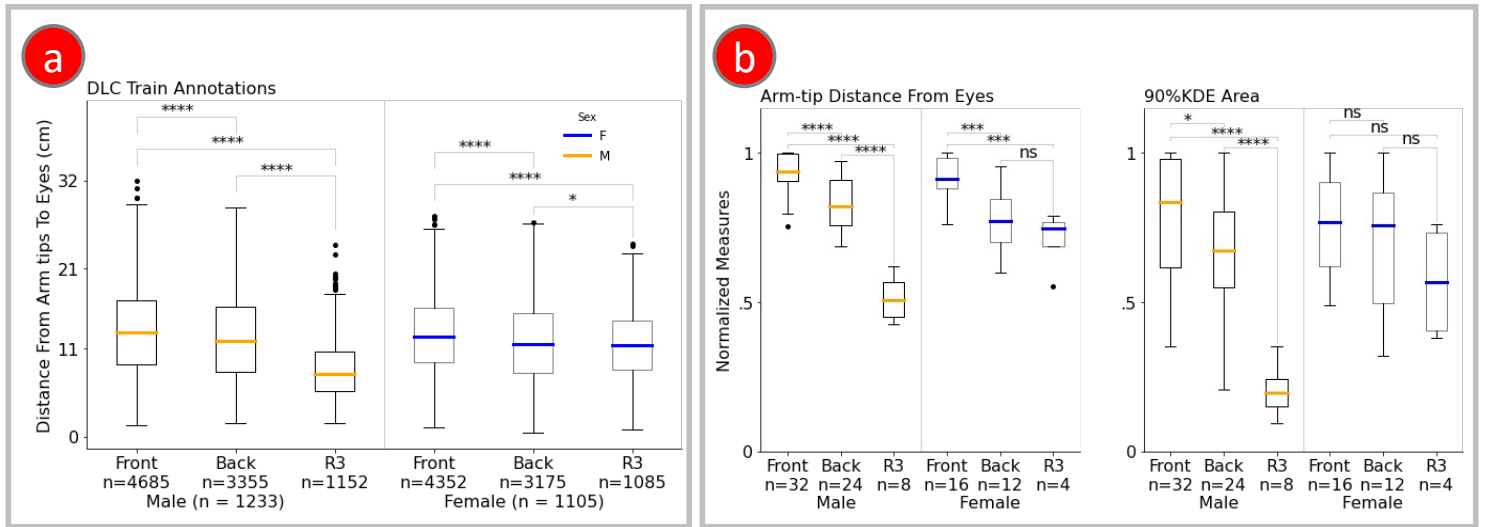 a
DLC Train Annotations
****
****
****
****
****
*
Sex
F
M
Distance From Arm tips To Eyes (cm)
32
21
11
0
Front Back R3 Front Back R3
n=4685 n=3355 n=1152 n=4352 n=3175 n=1085
Male (n = 1233) Female (n = 1105)
b
Arm-tip Distance From Eyes
****
****
****
***
***
ns
Normalized Measures
1
.5
0
Front Back R3 Front Back R3
n=32 n=24 n=8 n=16 n=12 n=4
Male Female
90%KDE Area
*
****
****
ns
ns
ns
1
.5
0
Front Back R3 Front Back R3
n=32 n=24 n=8 n=16 n=12 n=4
Male Female